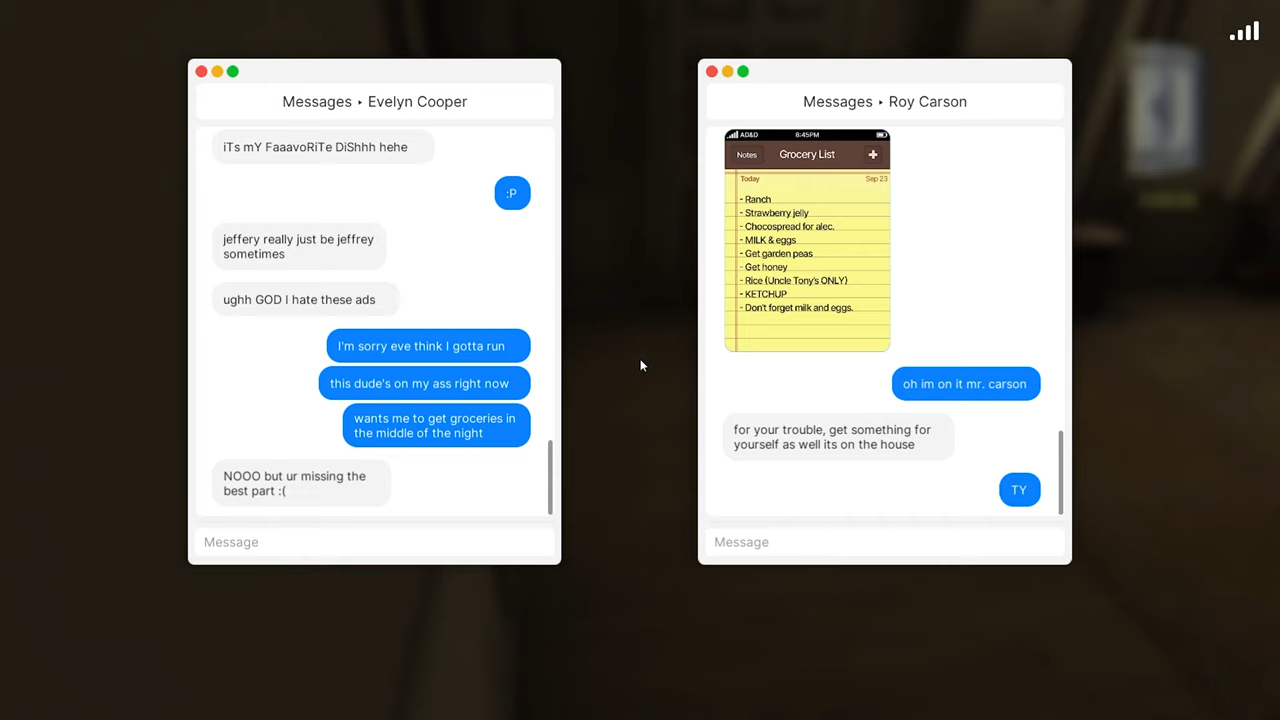 Messages ▸ Evelyn Cooper
iTs mY FaaavoRiTe DiShhh hehe
:P
jeffery really just be jeffrey
sometimes
ughh GOD I hate these ads
I'm sorry eve think I gotta run
this dude's on my ass right now
wants me to get groceries in
the middle of the night
NOOO but ur missing the
best part :(
Message
Messages ▸ Roy Carson
AD&D 8:45PM
Notes Grocery List +
Today Sep 23
- Ranch
- Strawberry jelly
- Chocospread for alec.
- MILK & eggs
- Get garden peas
- Get honey
- Rice (Uncle Tony's ONLY)
- KETCHUP
- Don't forget milk and eggs.
oh im on it mr. carson
for your trouble, get something for
yourself as well its on the house
TY
Message